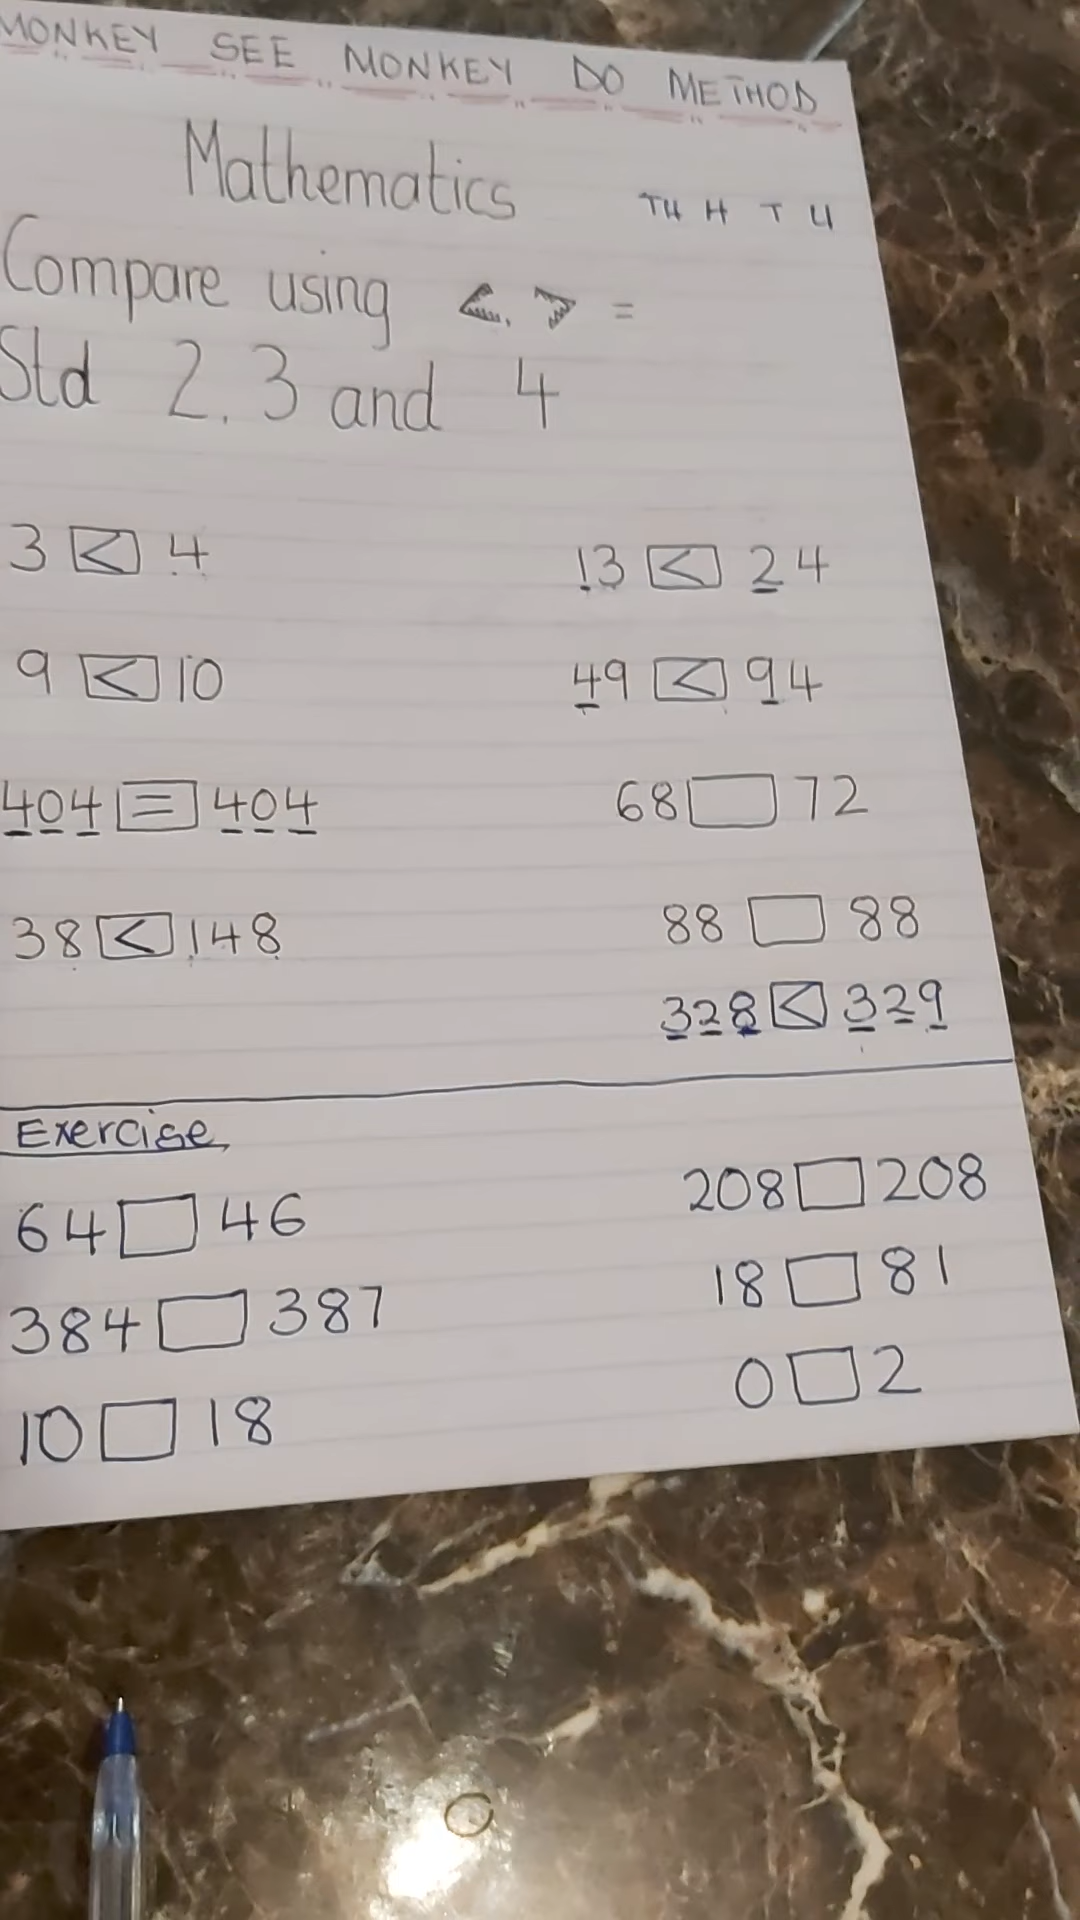 MONKEY SEE MONKEY DO METHOD
Mathematics
TH H T U
Compare using <, > =
Std 2, 3 and 4
3 < 4
13 < 24
9 < 10
49 < 94
404 = 404
68 □ 72
38 < 148
88 □ 88
328 < 329
Exercise
64 □ 46
208 □ 208
384 □ 387
18 □ 81
10 □ 18
0 □ 2